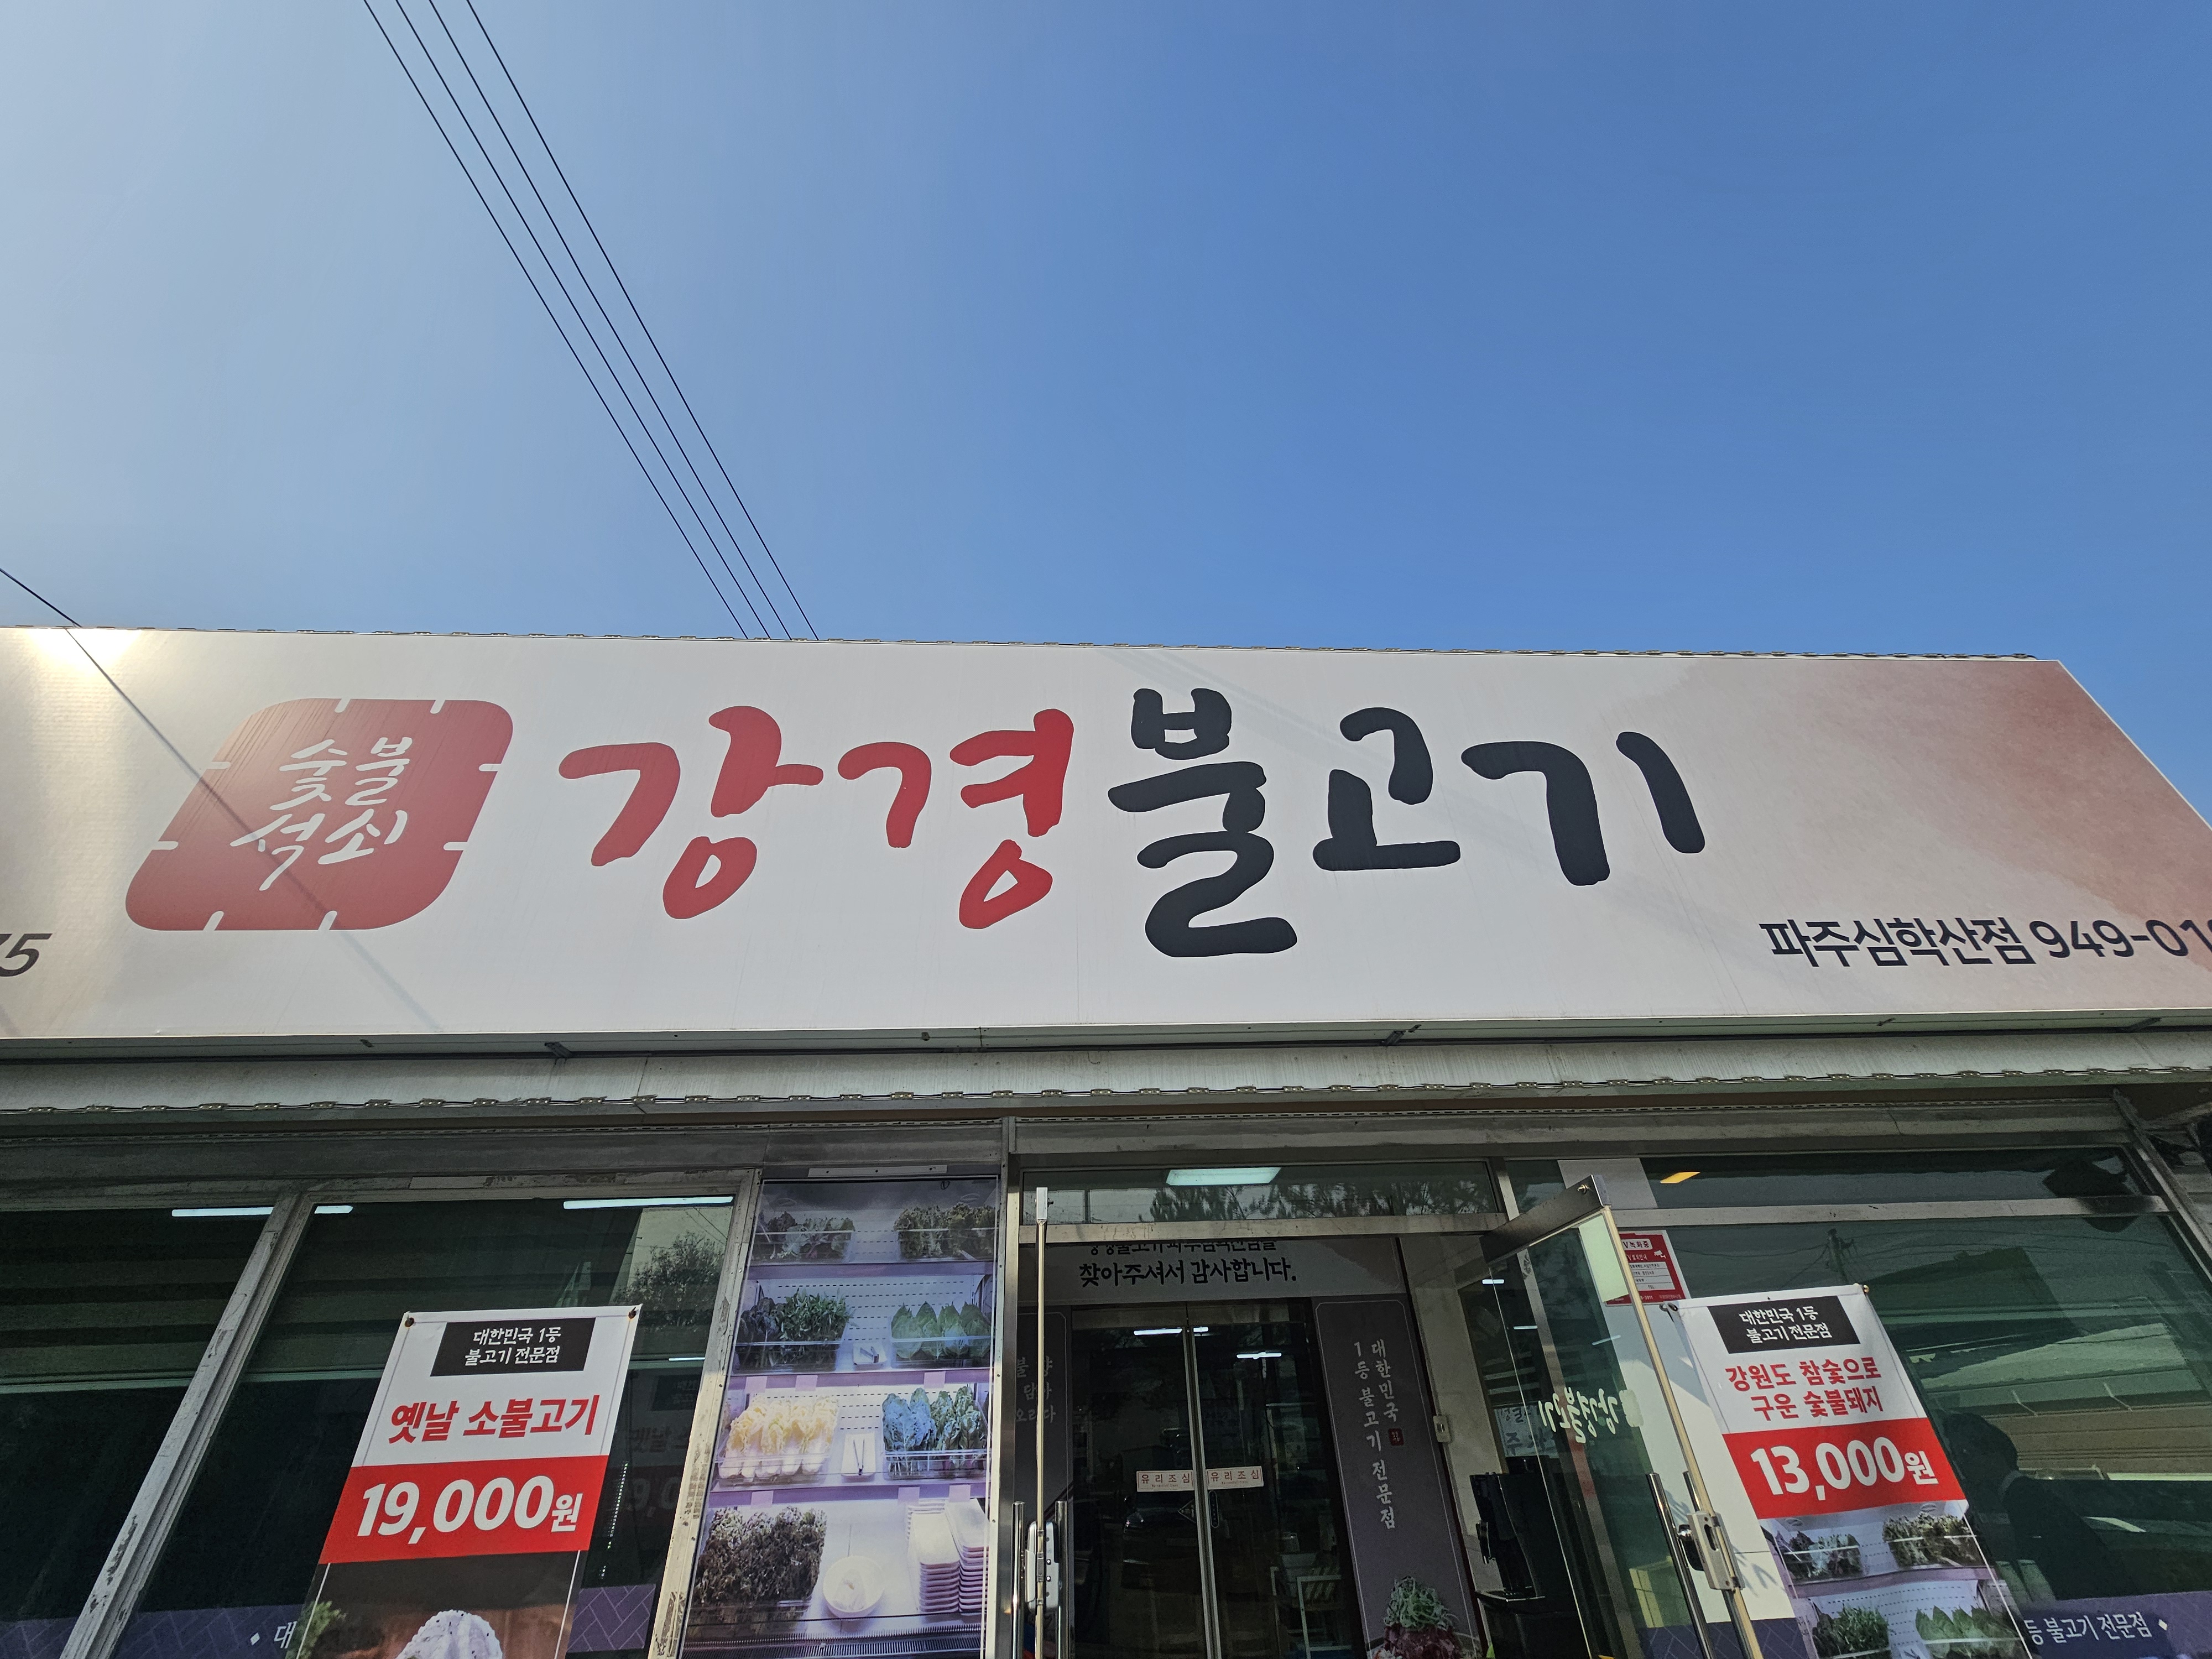 숯불
석쇠
강경불고기
75
파주심학산점 949-01
찾아주셔서 감사합니다.
대한민국 1등
불고기 전문점
옛날 소불고기
19,000원
유리조심
유리조심
대한민국
1등 불고기 전문점
대한민국 1등
불고기 전문점
강원도 참숯으로
구운 숯불돼지
13,000원
대
등 불고기 전문점